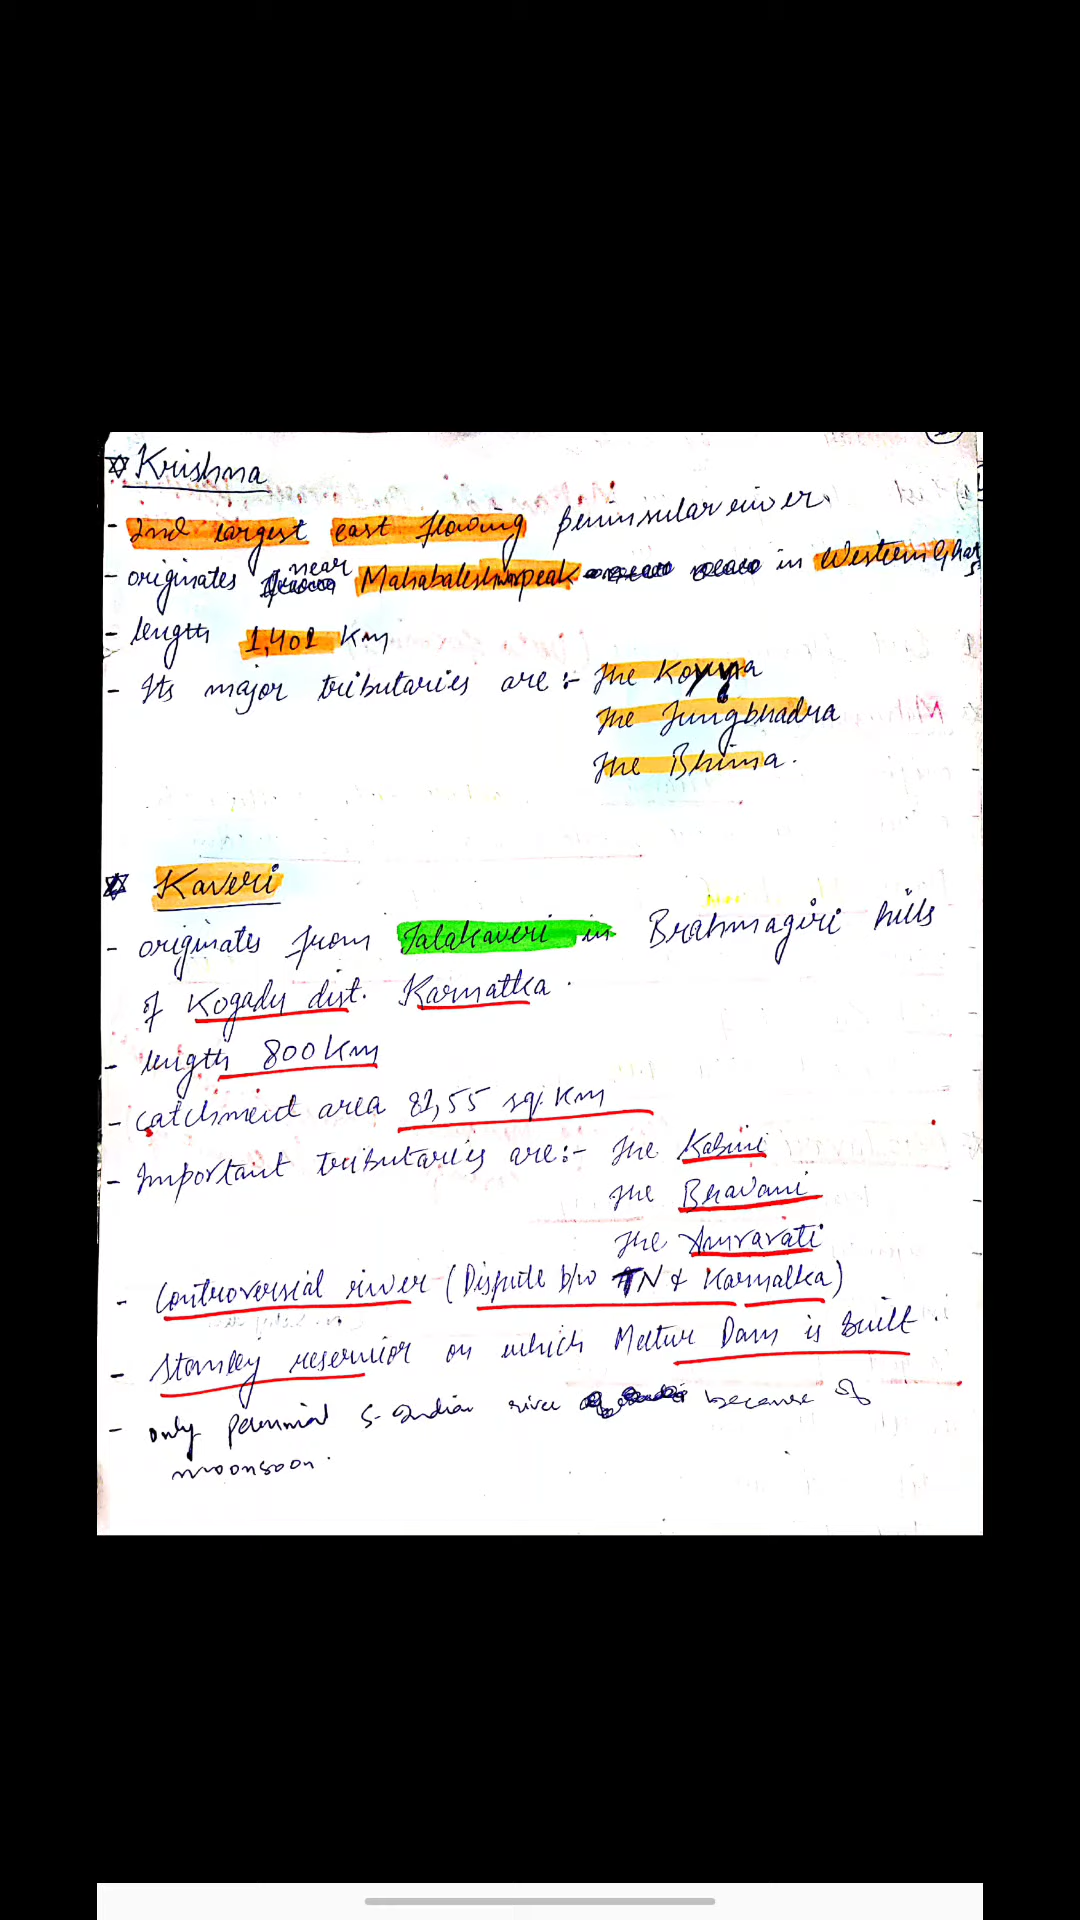 Krishna
- 2nd largest east flowing peninsular river.
- originates near Mahabaleshwar peak in Western Ghats
- length 1,401 Km
- Its major tributaries are :- The Koyna
The Tungbhadra
The Bhima.
Kaveri
- originates from Talakaveri in Brahmagiri hills
of Kogadu dist. Karnatka.
- length 800 Km
- Catchment area 81,55 sq. Km
- Important tributaries are :- The Kabini
The Bhavani
The Amravati
- Controversial river (Dispute b/w TN & Karnatka)
- Stanley reservior on which Mettur Dam is Built.
- only perennial S-Indian river because of
moonsoon.